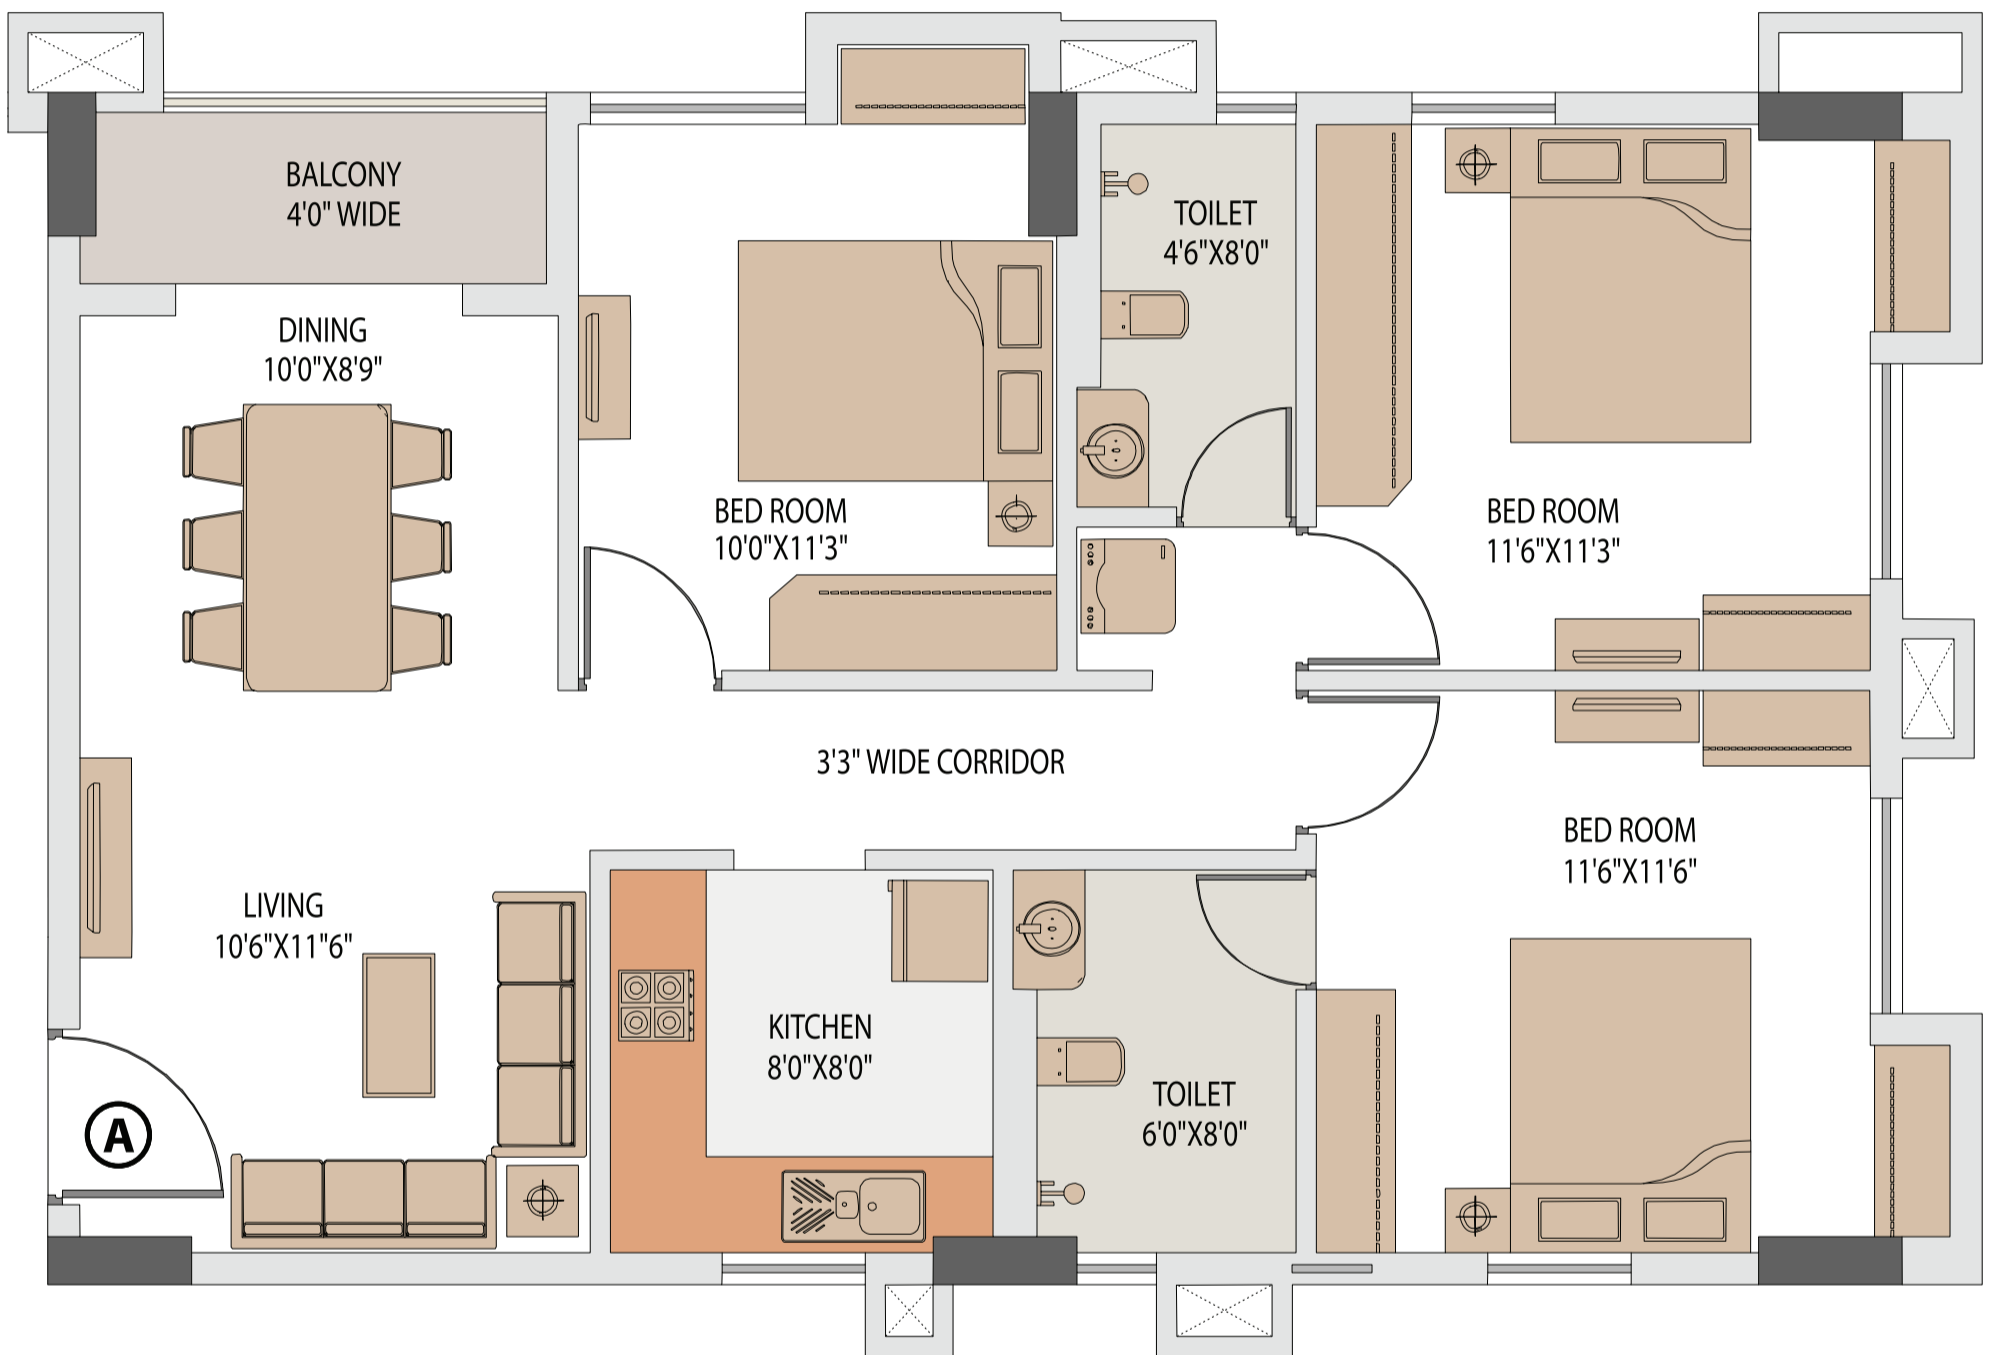 BALCONY
4'0" WIDE
TOILET
4'6"X8'0"
DINING
10'0"X8'9"
BED ROOM
10'0"X11'3"
BED ROOM
11'6"X11'3"
3'3" WIDE CORRIDOR
BED ROOM
11'6"X11'6"
LIVING
10'6"X11"6"
KITCHEN
8'0"X8'0"
TOILET
6'0"X8'0"
A